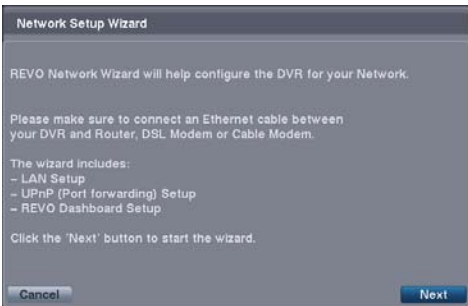 Network Setup Wizard
REVO Network Wizard will help configure the DVR for your Network.
Please make sure to connect an Ethernet cable between
your DVR and Router, DSL Modem or Cable Modem.
The wizard includes:
– LAN Setup
– UPnP (Port forwarding) Setup
– REVO Dashboard Setup
Click the 'Next' button to start the wizard.
Cancel
Next